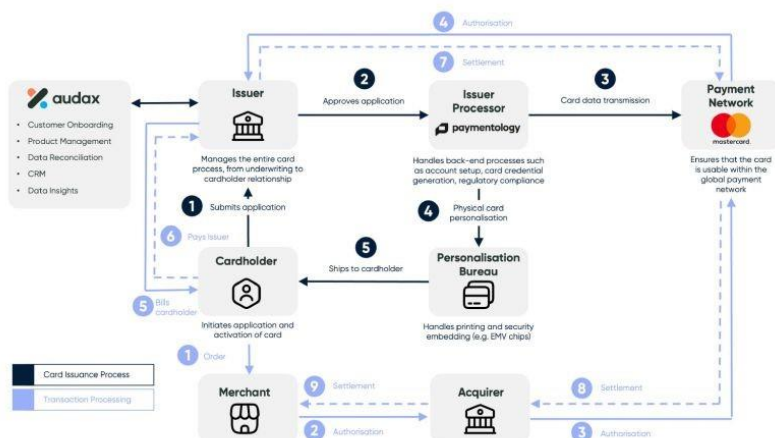 4 Authorisation
7 Settlement
audax
Customer Onboarding
Product Management
Data Reconciliation
CRM
Data Insights
Issuer
Manages the entire card
process, from underwriting to
cardholder relationship
2
Approves application
Issuer
Processor
paymentology
Handles back-end processes such
as account setup, card credential
generation, regulatory compliance
3
Card data transmission
Payment
Network
mastercard.
Ensures that the card
is usable within the
global payment
network
1 Submits application
6 Pays Issuer
4 Physical card
personalisation
Cardholder
Initiates application and
activation of card
5
Ships to cardholder
Personalisation
Bureau
Handles printing and security
embedding (e.g. EMV chips)
5 Bills
cardholder
1 Order
Card Issuance Process
Transaction Processing
Merchant
9 Settlement
2 Authorisation
Acquirer
8 Settlement
3 Authorisation